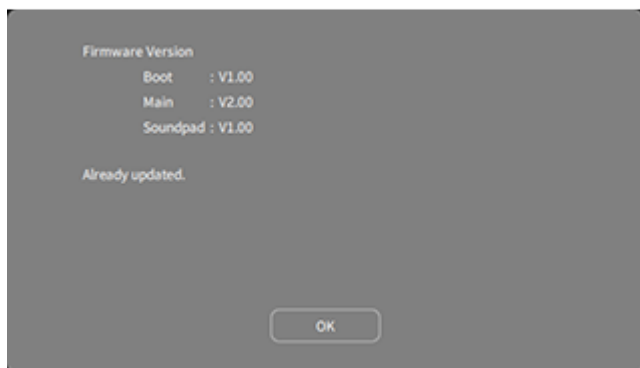 Firmware Version
Boot : V1.00
Main : V2.00
Soundpad : V1.00
Already updated.
OK